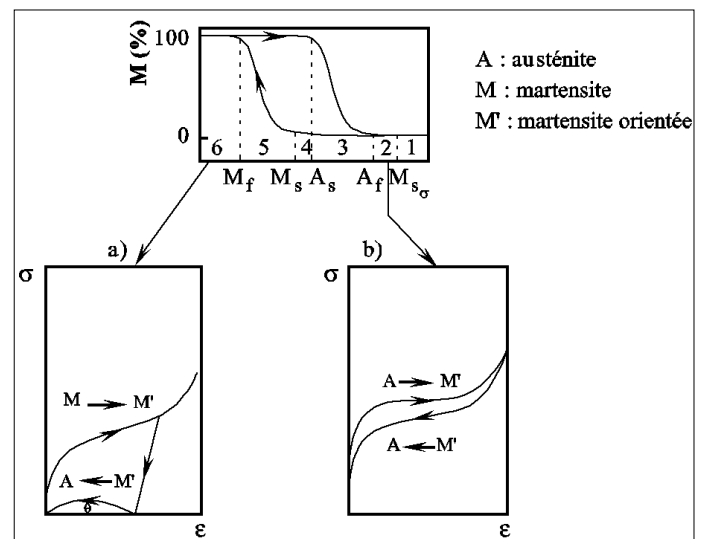 M (%)
100
0
6 5 4 3 2 1
M_f M_s A_s A_f M_sσ
A : austénite
M : martensite
M' : martensite orientée
a)
σ
M → M'
A ← M'
θ
ε
b)
σ
A → M'
A ← M'
ε